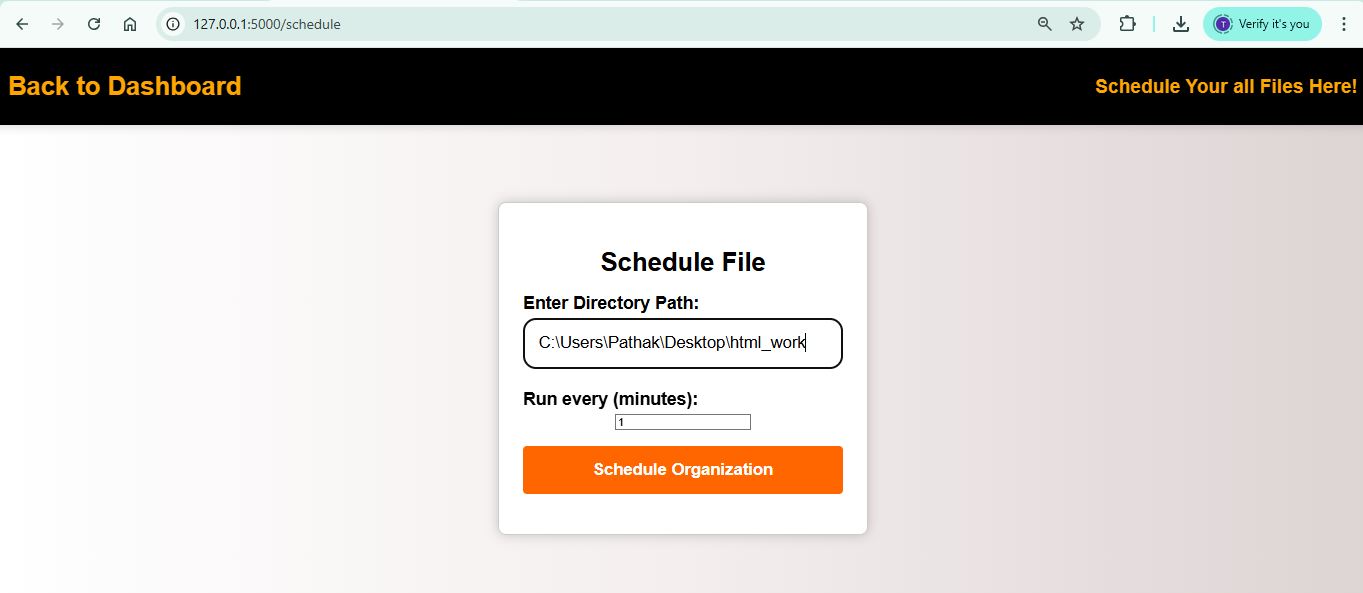 127.0.0.1:5000/schedule
T
Verify it's you
Back to Dashboard
Schedule Your all Files Here!
Schedule File
Enter Directory Path:
C:\Users\Pathak\Desktop\html_work
Run every (minutes):
1
Schedule Organization